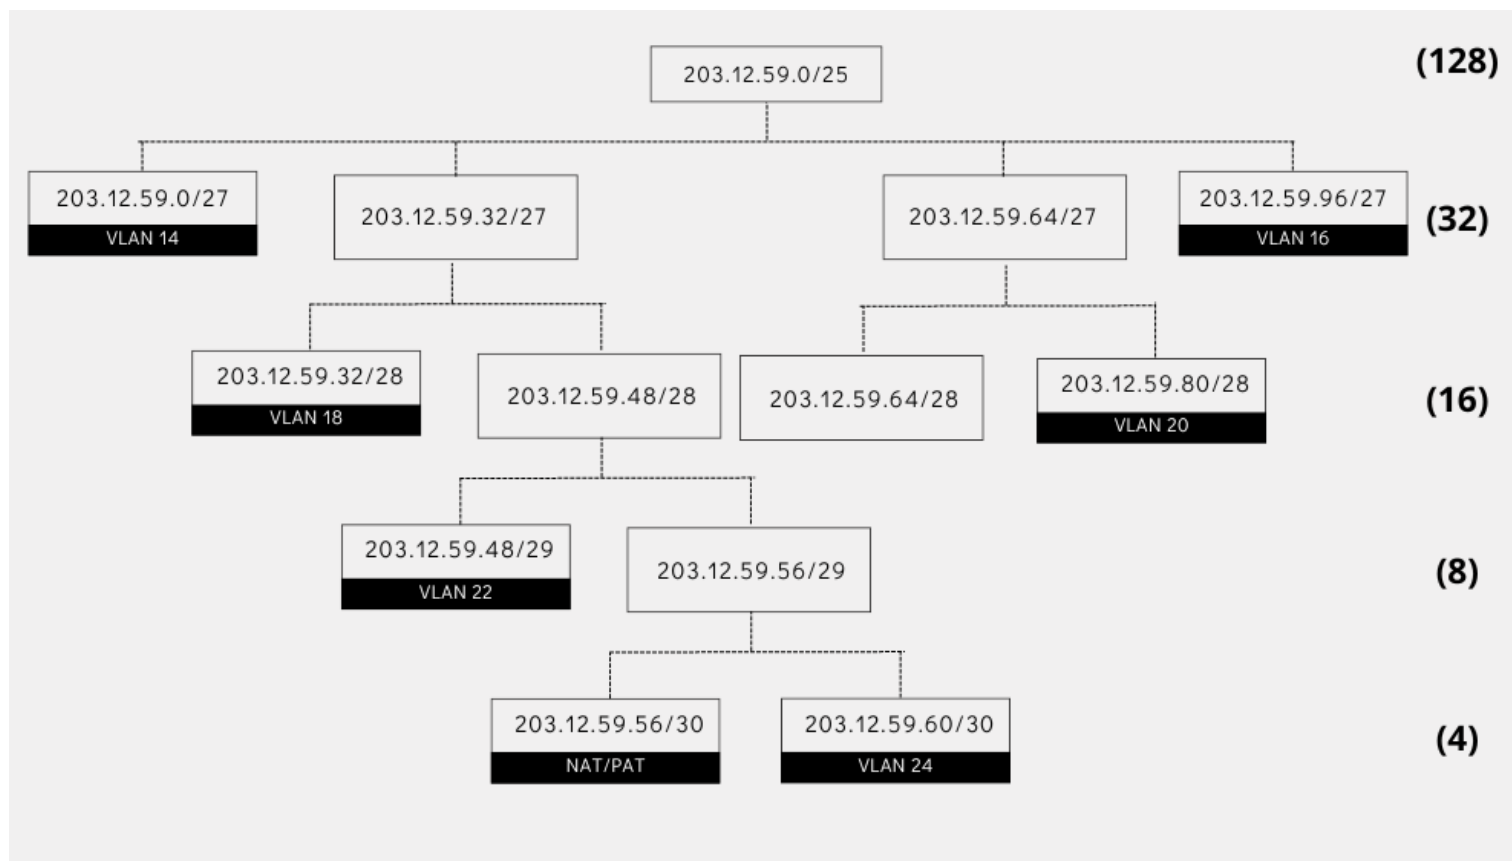 203.12.59.0/25
(128)
203.12.59.0/27
VLAN 14
203.12.59.32/27
203.12.59.64/27
203.12.59.96/27
VLAN 16
(32)
203.12.59.32/28
VLAN 18
203.12.59.48/28
203.12.59.64/28
203.12.59.80/28
VLAN 20
(16)
203.12.59.48/29
VLAN 22
203.12.59.56/29
(8)
203.12.59.56/30
NAT/PAT
203.12.59.60/30
VLAN 24
(4)